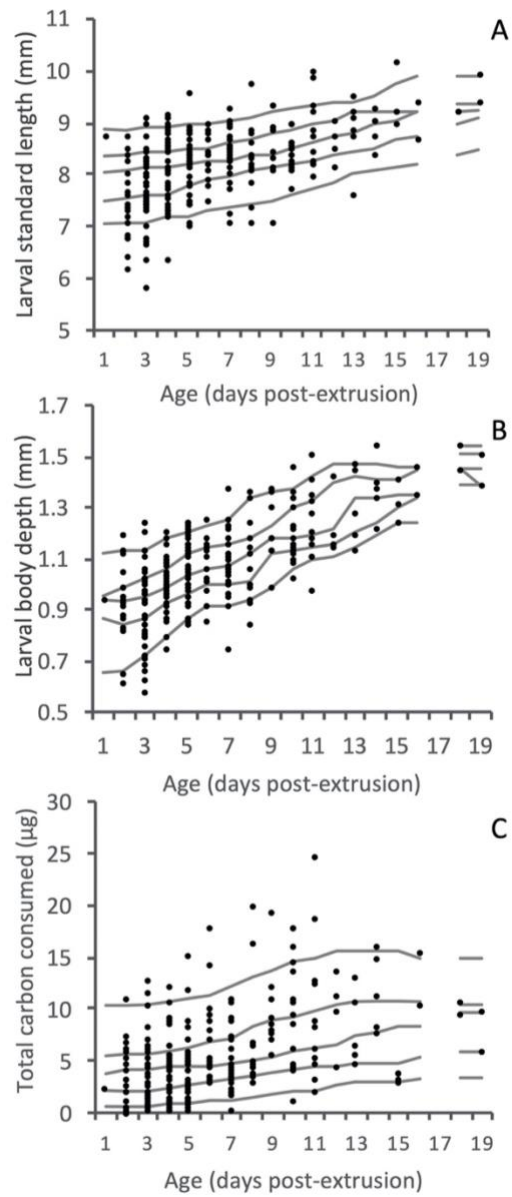 A
Larval standard length (mm)
11
10
9
8
7
6
5
1 3 5 7 9 11 13 15 17 19
Age (days post-extrusion)
B
Larval body depth (mm)
1.7
1.5
1.3
1.1
0.9
0.7
0.5
1 3 5 7 9 11 13 15 17 19
Age (days post-extrusion)
C
Total carbon consumed (µg)
30
25
20
15
10
5
0
1 3 5 7 9 11 13 15 17 19
Age (days post-extrusion)